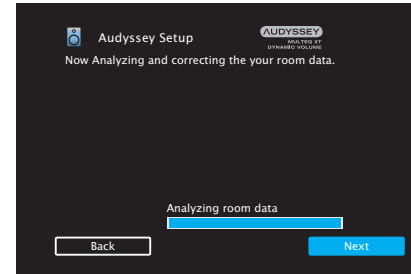 Audyssey Setup
AUDYSSEY
MULTEQ XT
DYNAMIC VOLUME
Now Analyzing and correcting the your room data.
Analyzing room data
Back
Next